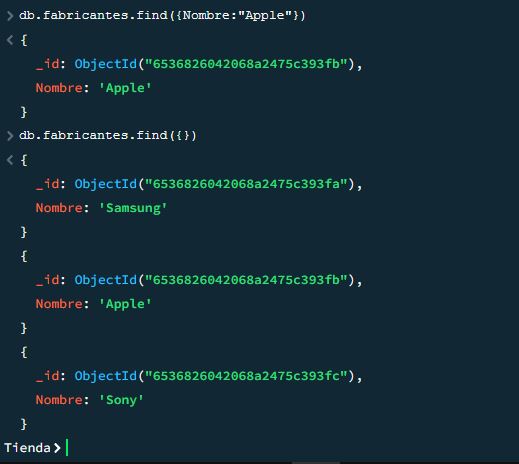 > db.fabricantes.find({Nombre:"Apple"})
< {
_id: ObjectId("6536826042068a2475c393fb"),
Nombre: 'Apple'
}
> db.fabricantes.find({})
< {
_id: ObjectId("6536826042068a2475c393fa"),
Nombre: 'Samsung'
}
{
_id: ObjectId("6536826042068a2475c393fb"),
Nombre: 'Apple'
}
{
_id: ObjectId("6536826042068a2475c393fc"),
Nombre: 'Sony'
}
Tienda>